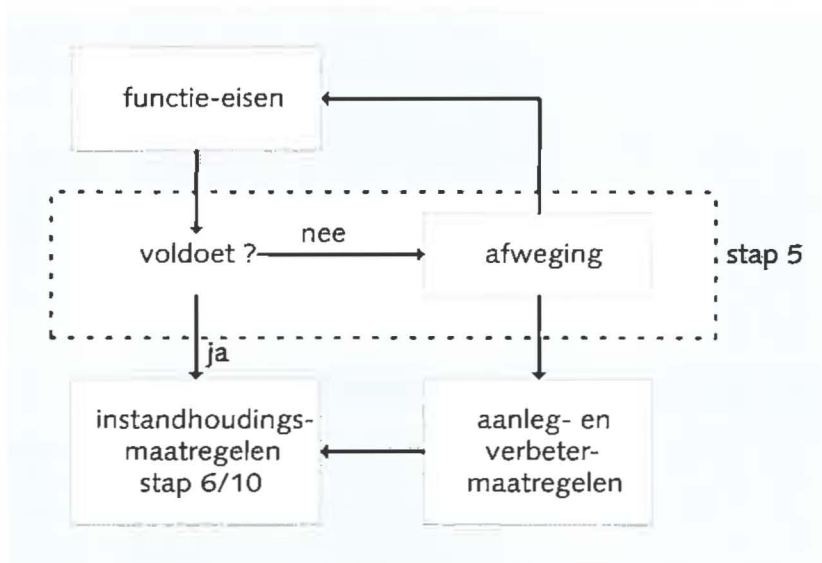 functie-eisen
voldoet ?
nee
afweging
stap 5
ja
instandhoudings-
maatregelen
stap 6/10
aanleg- en
verbeter-
maatregelen